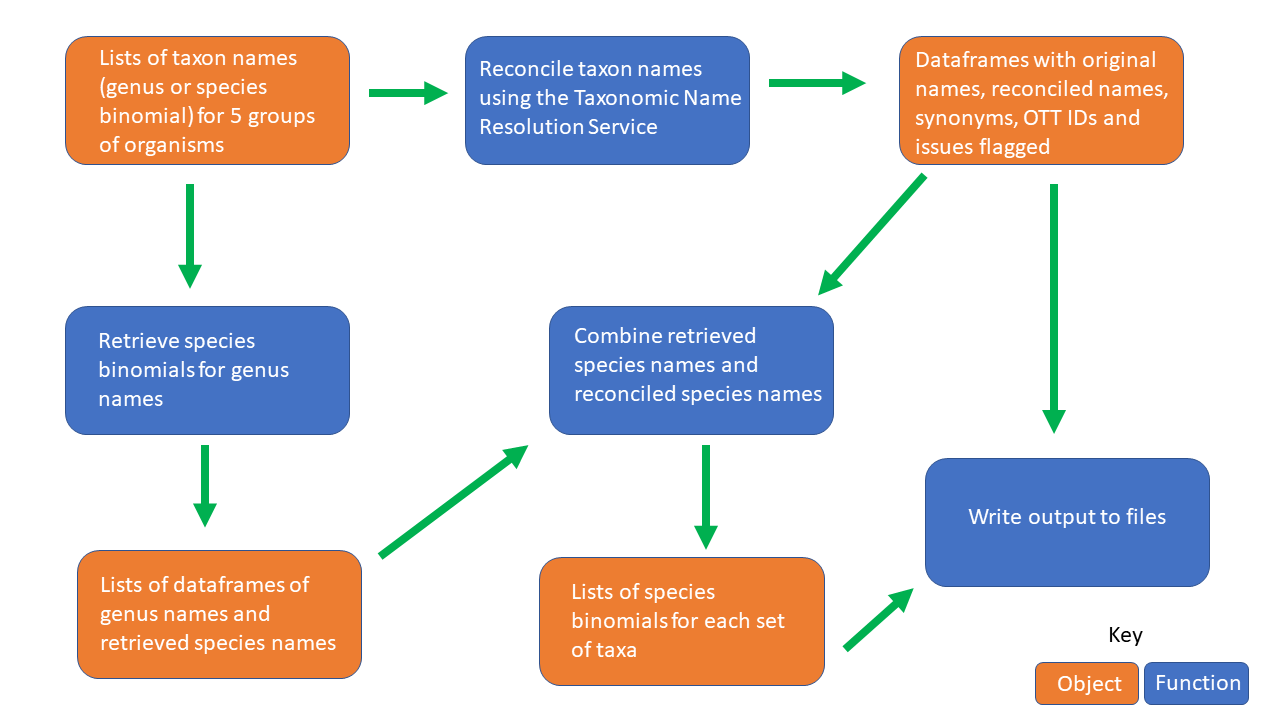 Lists of taxon names
(genus or species
binomial) for 5 groups
of organisms
Reconcile taxon names
using the Taxonomic Name
Resolution Service
Dataframes with original
names, reconciled names,
synonyms, OTT IDs and
issues flagged
Retrieve species
binomials for genus
names
Combine retrieved
species names and
reconciled species names
Lists of dataframes of
genus names and
retrieved species names
Lists of species
binomials for each set
of taxa
Write output to files
Key
Object
Function